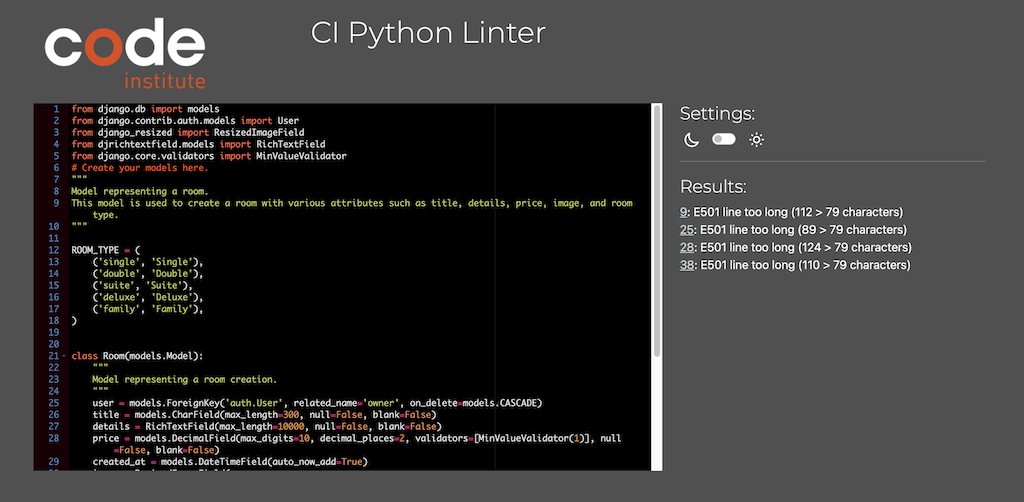 code
institute
CI Python Linter
1 from django.db import models
2 from django.contrib.auth.models import User
3 from django_resized import ResizedImageField
4 from djrichtextfield.models import RichTextField
5 from django.core.validators import MinValueValidator
6 # Create your models here.
7 """
8 Model representing a room.
9 This model is used to create a room with various attributes such as title, details, price, image, and room
type.
10 """
11
12 ROOM_TYPE = (
13     ('single', 'Single'),
14     ('double', 'Double'),
15     ('suite', 'Suite'),
16     ('deluxe', 'Deluxe'),
17     ('family', 'Family'),
18 )
19
20
21 class Room(models.Model):
22     """
23     Model representing a room creation.
24     """
25     user = models.ForeignKey('auth.User', related_name='owner', on_delete=models.CASCADE)
26     title = models.CharField(max_length=300, null=False, blank=False)
27     details = RichTextField(max_length=10000, null=False, blank=False)
28     price = models.DecimalField(max_digits=10, decimal_places=2, validators=[MinValueValidator(1)], null
=False, blank=False)
29     created_at = models.DateTimeField(auto_now_add=True)
Settings:
Results:
9: E501 line too long (112 > 79 characters)
25: E501 line too long (89 > 79 characters)
28: E501 line too long (124 > 79 characters)
38: E501 line too long (110 > 79 characters)